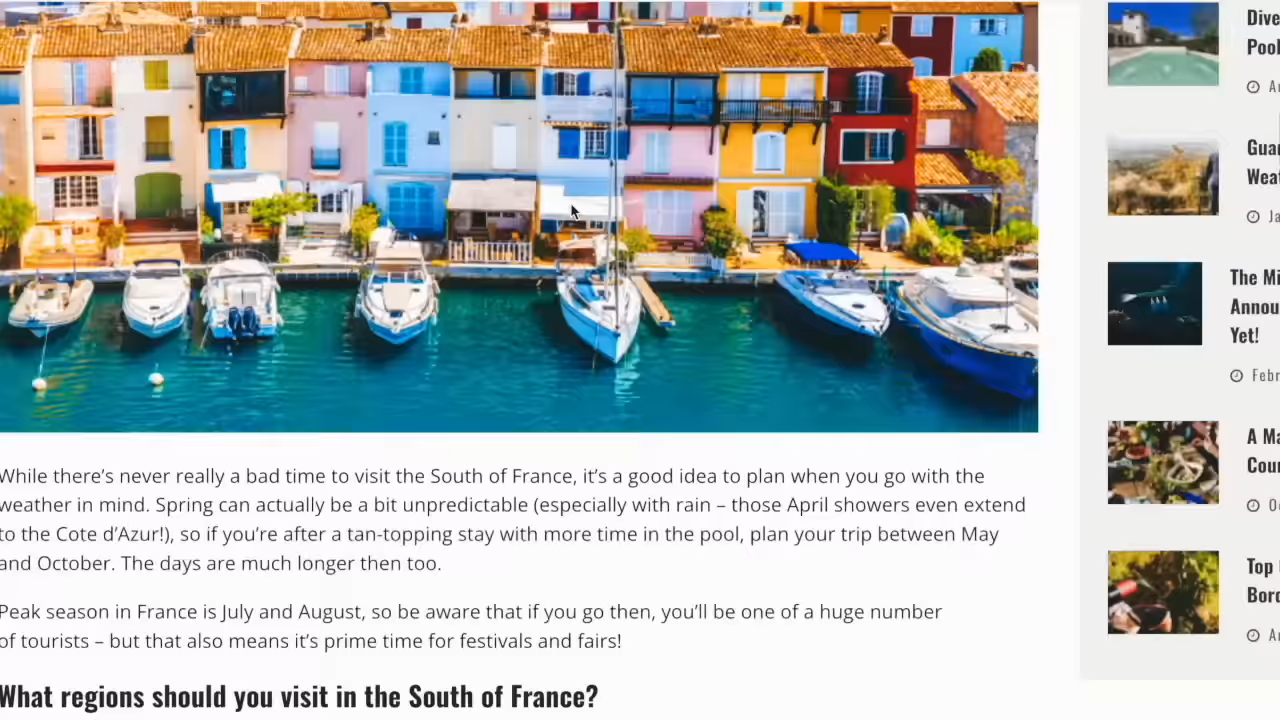 While there’s never really a bad time to visit the South of France, it’s a good idea to plan when you go with the
weather in mind. Spring can actually be a bit unpredictable (especially with rain – those April showers even extend
to the Cote d’Azur!), so if you’re after a tan-topping stay with more time in the pool, plan your trip between May
and October. The days are much longer then too.
Peak season in France is July and August, so be aware that if you go then, you’ll be one of a huge number
of tourists – but that also means it’s prime time for festivals and fairs!
What regions should you visit in the South of France?
Dive
Pool
The Mi
Yet!
A Ma
Top